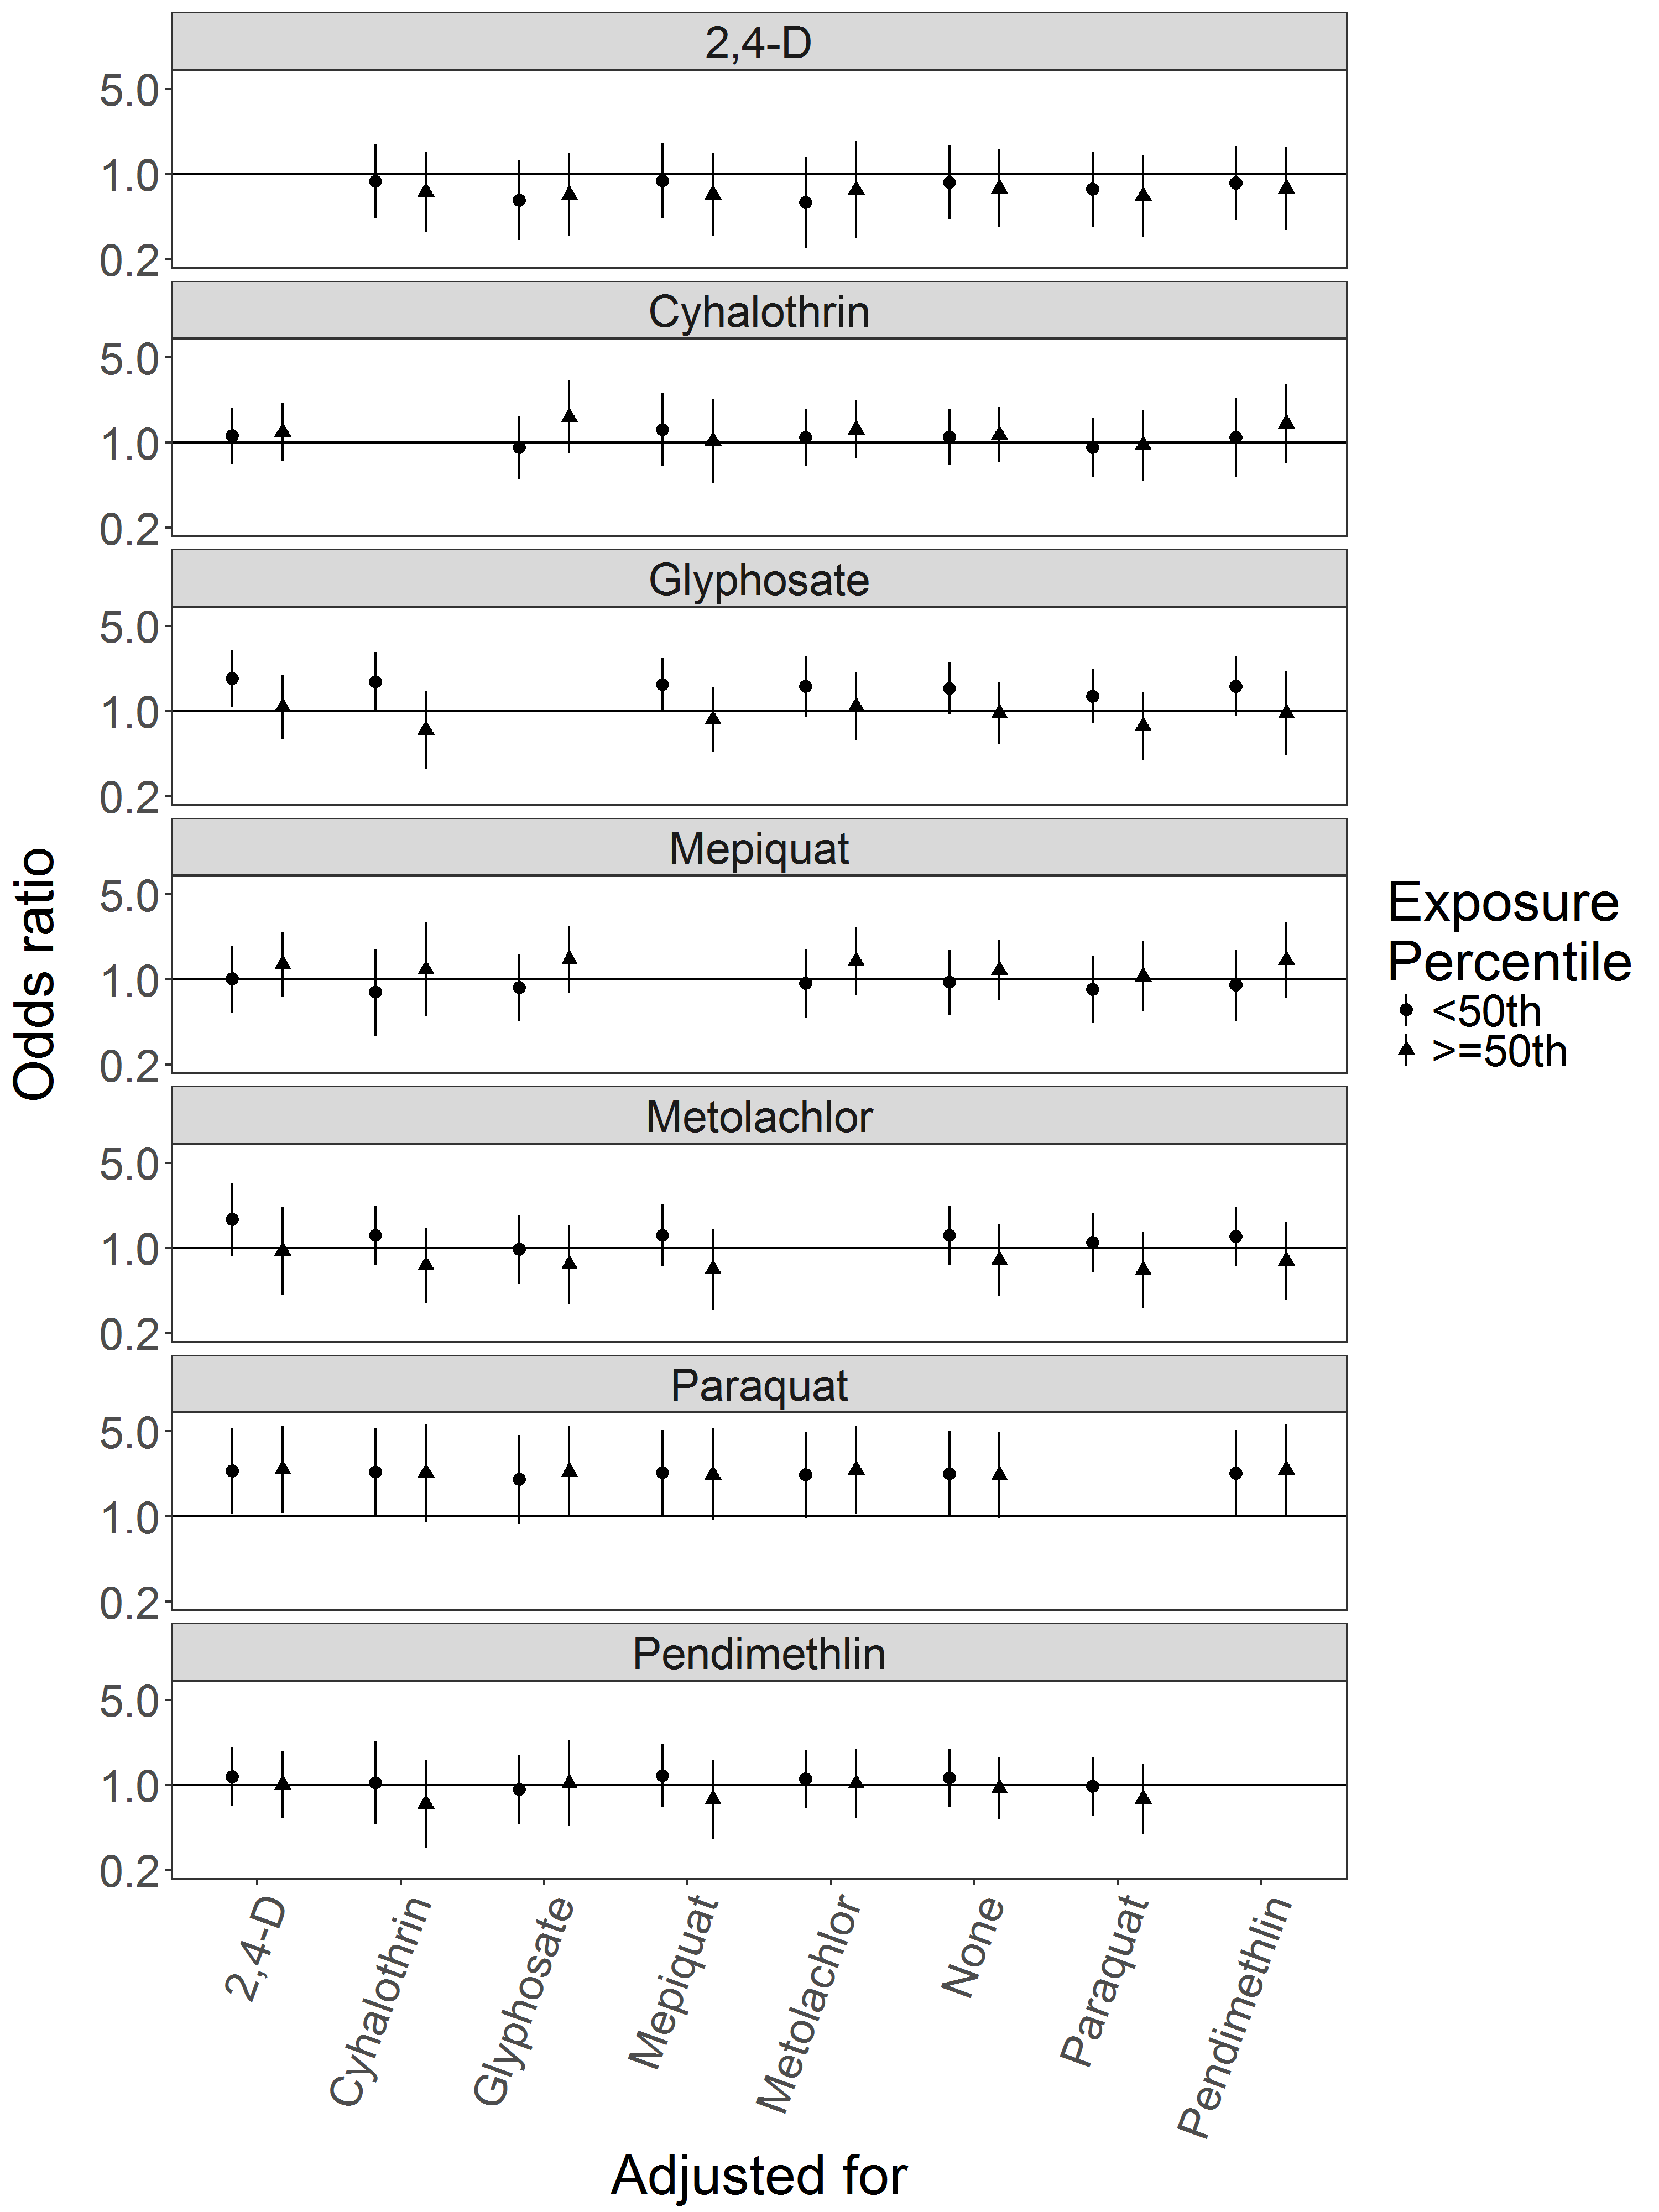 2,4-D
5.0
1.0
0.2
Cyhalothrin
5.0
1.0
0.2
Glyphosate
5.0
1.0
0.2
Mepiquat
5.0
1.0
0.2
Metolachlor
5.0
1.0
0.2
Paraquat
5.0
1.0
0.2
Pendimethlin
5.0
1.0
0.2
Odds ratio
2,4-D
Cyhalothrin
Glyphosate
Mepiquat
Metolachlor
None
Paraquat
Pendimethlin
Adjusted for
Exposure
Percentile
<50th
>=50th